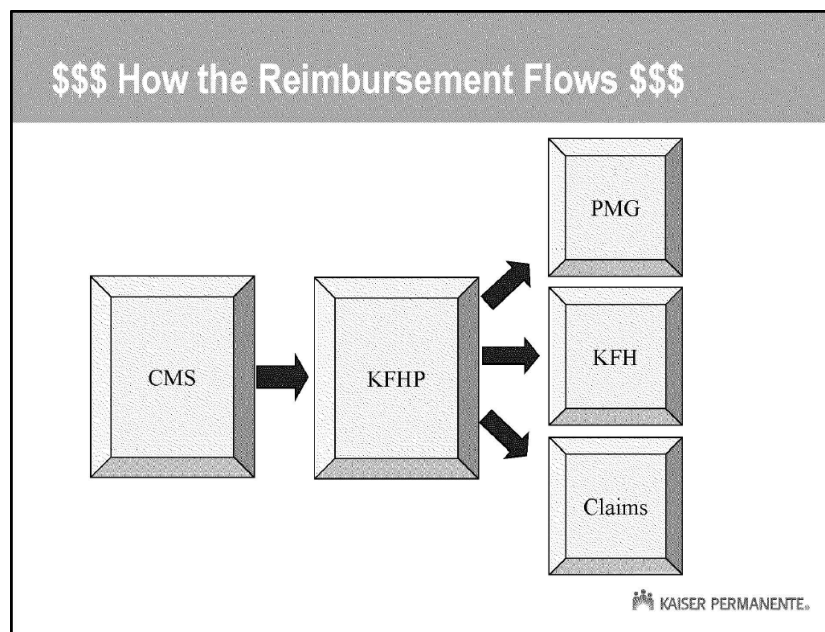 $$$ How the Reimbursement Flows $$$
PMG
CMS
KFHP
KFH
Claims
KAISER PERMANENTE®